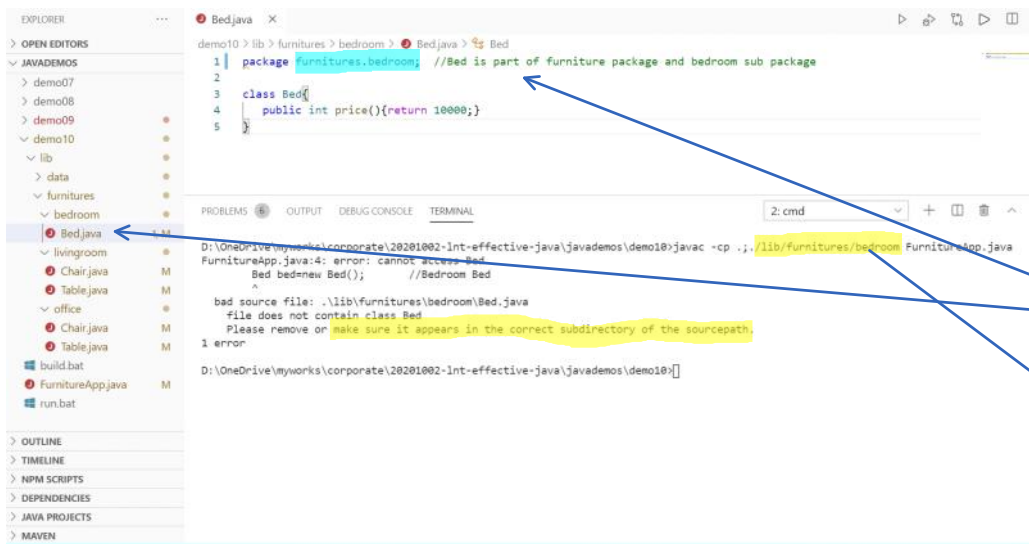 EXPLORER
Bed.java
OPEN EDITORS
demo10 > lib > furnitures > bedroom > Bed.java > Bed
JAVADEMOS
1 package furnitures.bedroom; //Bed is part of furniture package and bedroom sub package
2
3 class Bed{
4 public int price(){return 10000;}
5 }
demo07
demo08
demo09
demo10
lib
data
furnitures
bedroom
Bed.java 1, M
livingroom
Chair.java M
Table.java M
office
Chair.java M
Table.java M
build.bat
FurnitureApp.java M
run.bat
PROBLEMS 6 OUTPUT DEBUG CONSOLE TERMINAL
2: cmd
D:\OneDrive\myworks\corporate\20201002-lnt-effective-java\javademos\demo10>javac -cp .;./lib/furnitures/bedroom FurnitureApp.java
FurnitureApp.java:4: error: cannot access Bed
Bed bed=new Bed(); //Bedroom Bed
^
bad source file: .\lib\furnitures\bedroom\Bed.java
file does not contain class Bed
Please remove or make sure it appears in the correct subdirectory of the sourcepath.
1 error
D:\OneDrive\myworks\corporate\20201002-lnt-effective-java\javademos\demo10>
OUTLINE
TIMELINE
NPM SCRIPTS
DEPENDENCIES
JAVA PROJECTS
MAVEN